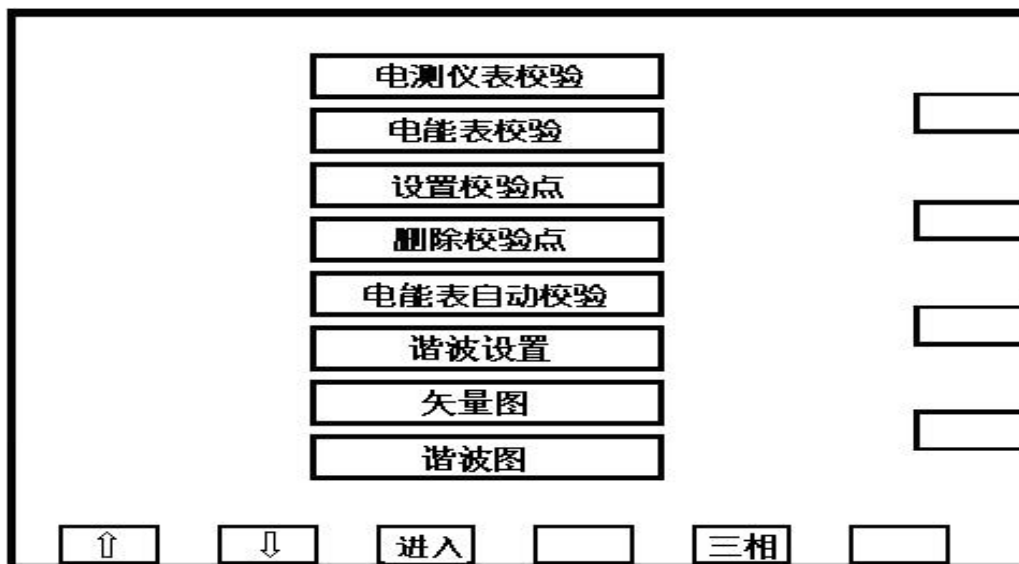 电测仪表校验
电能表校验
设置校验点
删除校验点
电能表自动校验
谐波设置
矢量图
谐波图
⇧ ⇩ 进入 三相